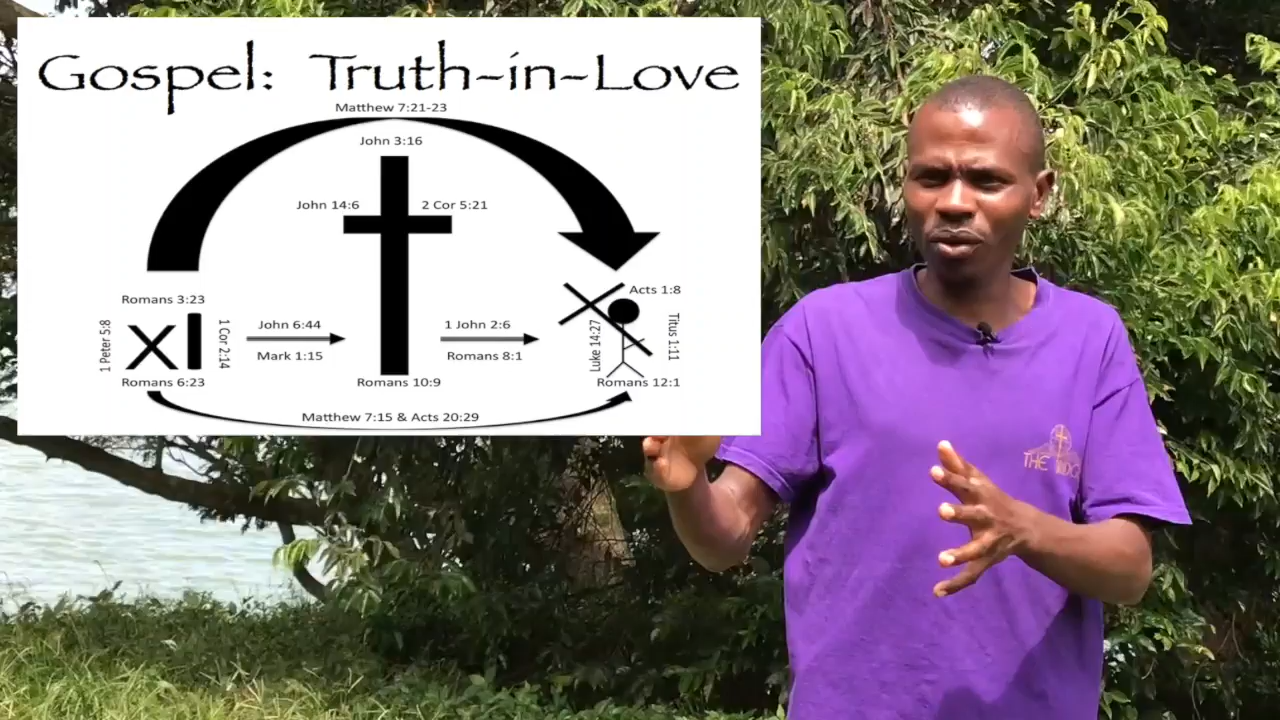 Gospel: Truth-in-Love
Matthew 7:21-23
John 3:16
John 14:6
2 Cor 5:21
Romans 3:23
1 Peter 5:8
1 Cor 2:14
Romans 6:23
John 6:44
Mark 1:15
1 John 2:6
Romans 8:1
Romans 10:9
Acts 1:8
Luke 14:27
Titus 1:11
Romans 12:1
Matthew 7:15 & Acts 20:29
THE